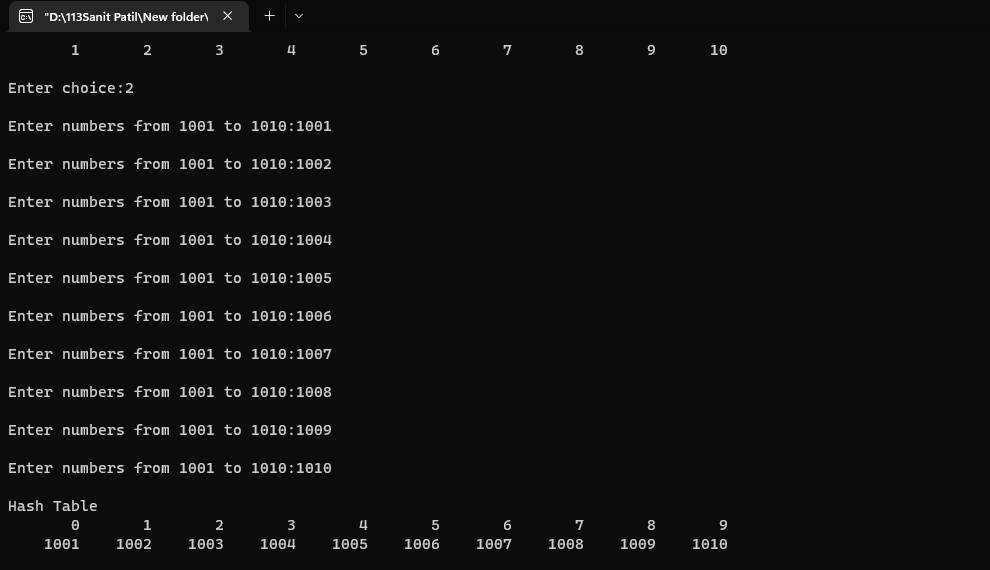 "D:\113Sanit Patil\New folder\
1 2 3 4 5 6 7 8 9 10
Enter choice:2
Enter numbers from 1001 to 1010:1001
Enter numbers from 1001 to 1010:1002
Enter numbers from 1001 to 1010:1003
Enter numbers from 1001 to 1010:1004
Enter numbers from 1001 to 1010:1005
Enter numbers from 1001 to 1010:1006
Enter numbers from 1001 to 1010:1007
Enter numbers from 1001 to 1010:1008
Enter numbers from 1001 to 1010:1009
Enter numbers from 1001 to 1010:1010
Hash Table
0 1 2 3 4 5 6 7 8 9
1001 1002 1003 1004 1005 1006 1007 1008 1009 1010